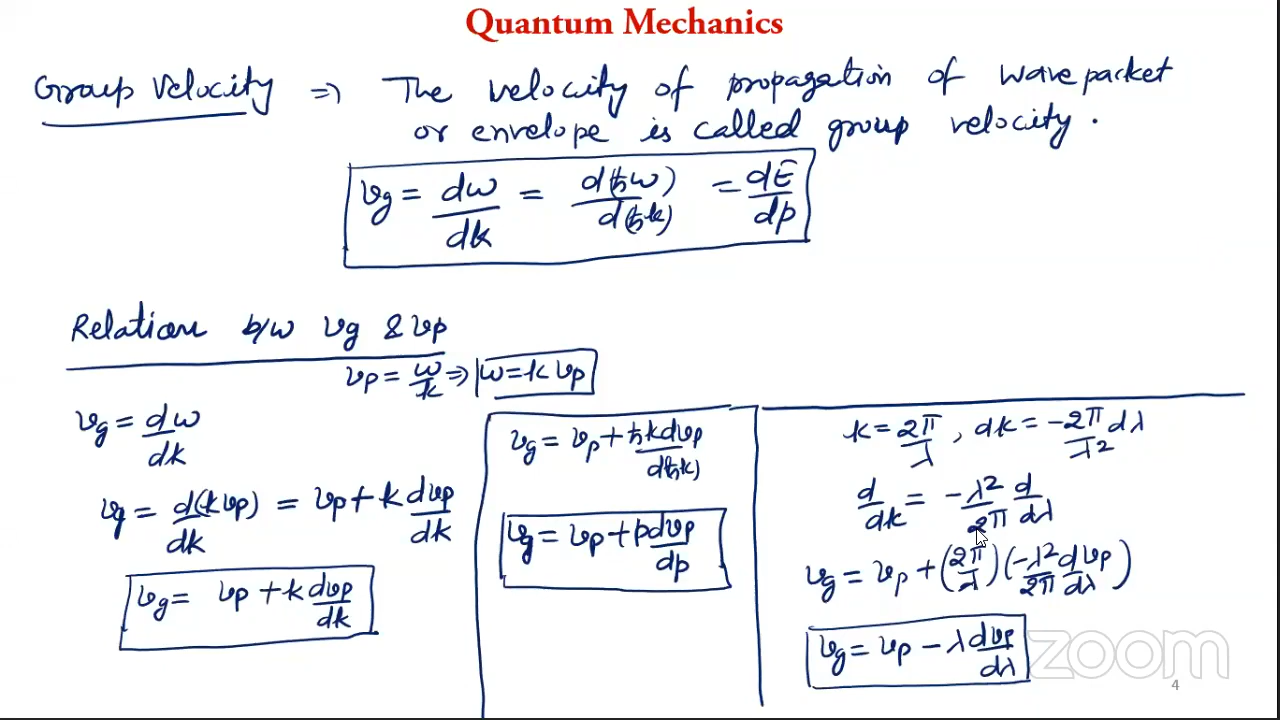 Quantum Mechanics
Group Velocity ⇒ The velocity of propagation of wave packet
or envelope is called group velocity.
vg = dω/dk = d(ħω)/d(ħk) = dE/dp
Relation b/w vg & vp
vp = ω/k ⇒ ω = k vp
vg = dω/dk
vg = d(k vp)/dk = vp + k dvp/dk
vg = vp + k dvp/dk
vg = vp + ħk dvp/d(ħk)
vg = vp + p dvp/dp
k = 2π/λ, dk = -2π/λ² dλ
d/dk = -λ²/2π d/dλ
vg = vp + (2π/λ)(-λ²/2π dvp/dλ)
vg = vp - λ dvp/dλ
zoom
4